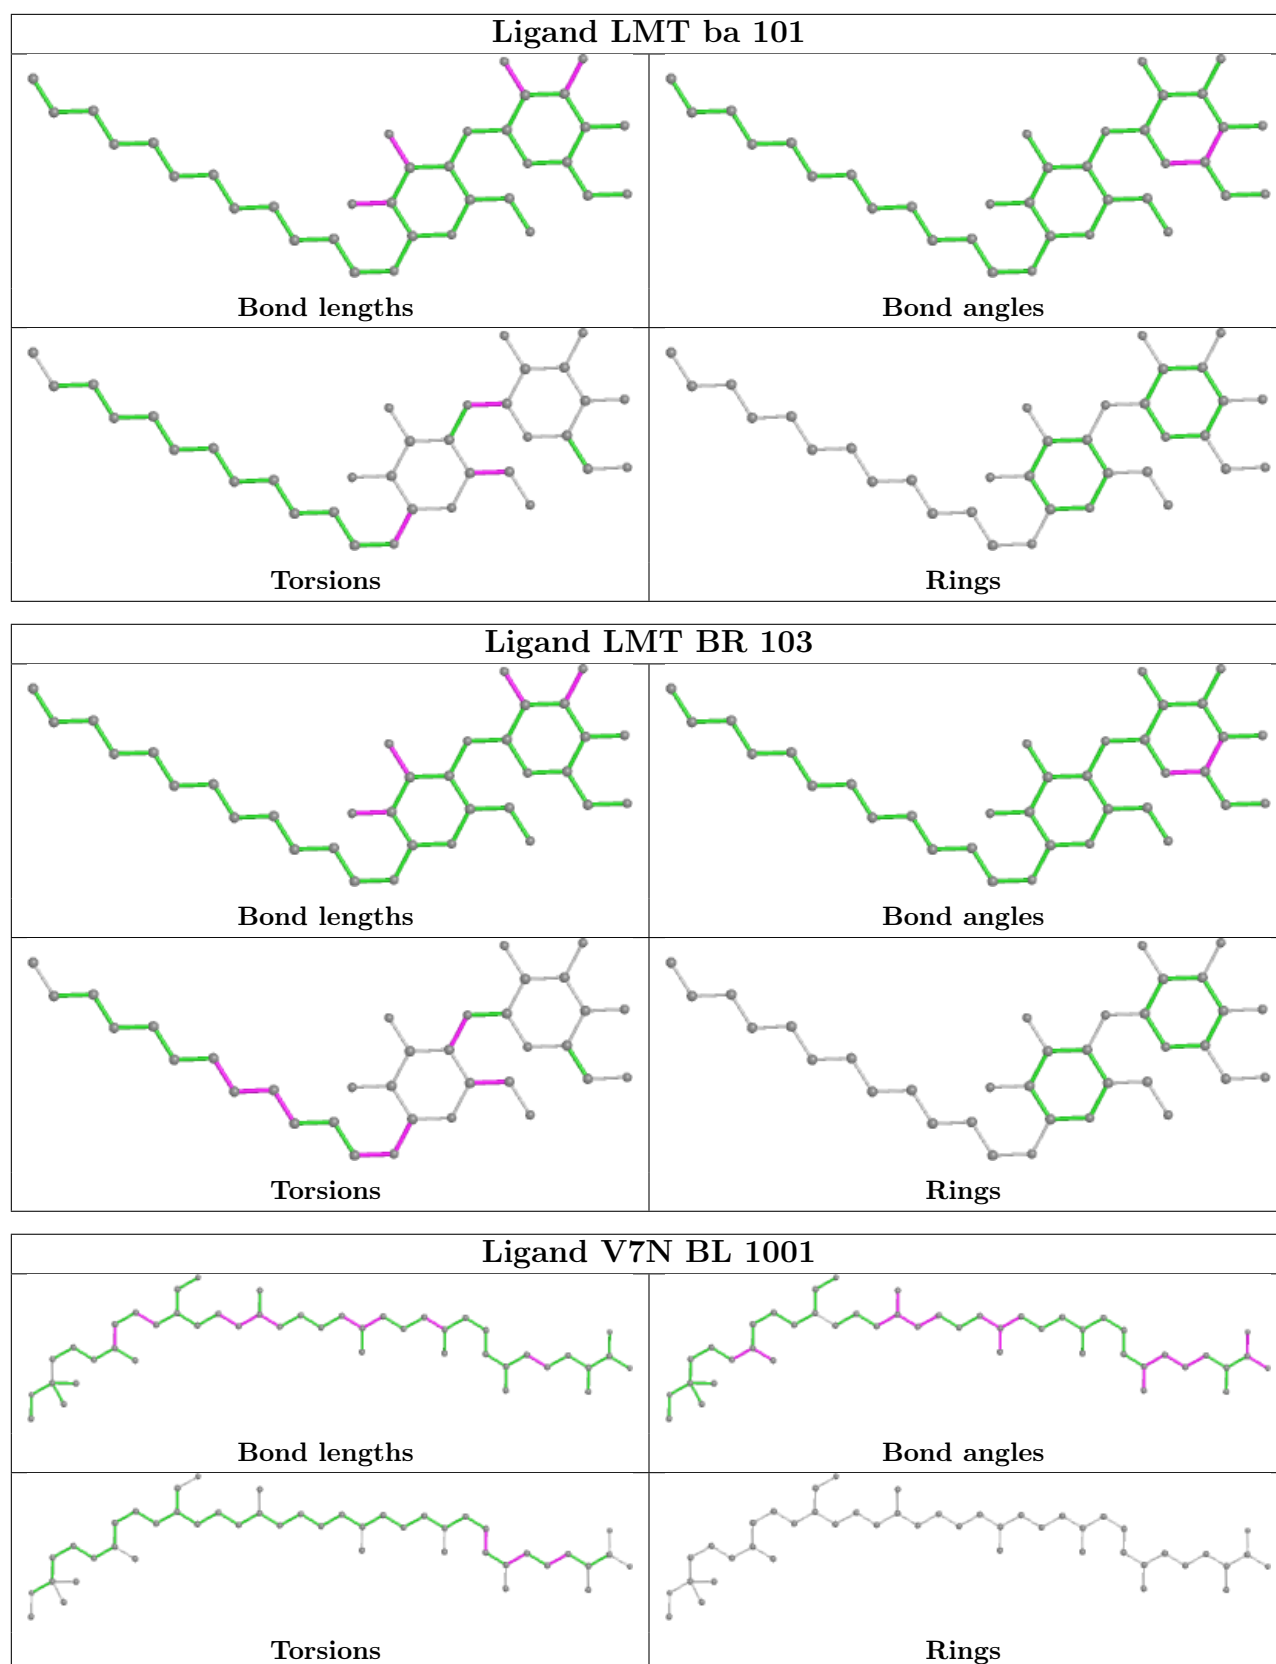 Ligand LMT ba 101
Bond lengths
Bond angles
Torsions
Rings
Ligand LMT BR 103
Bond lengths
Bond angles
Torsions
Rings
Ligand V7N BL 1001
Bond lengths
Bond angles
Torsions
Rings